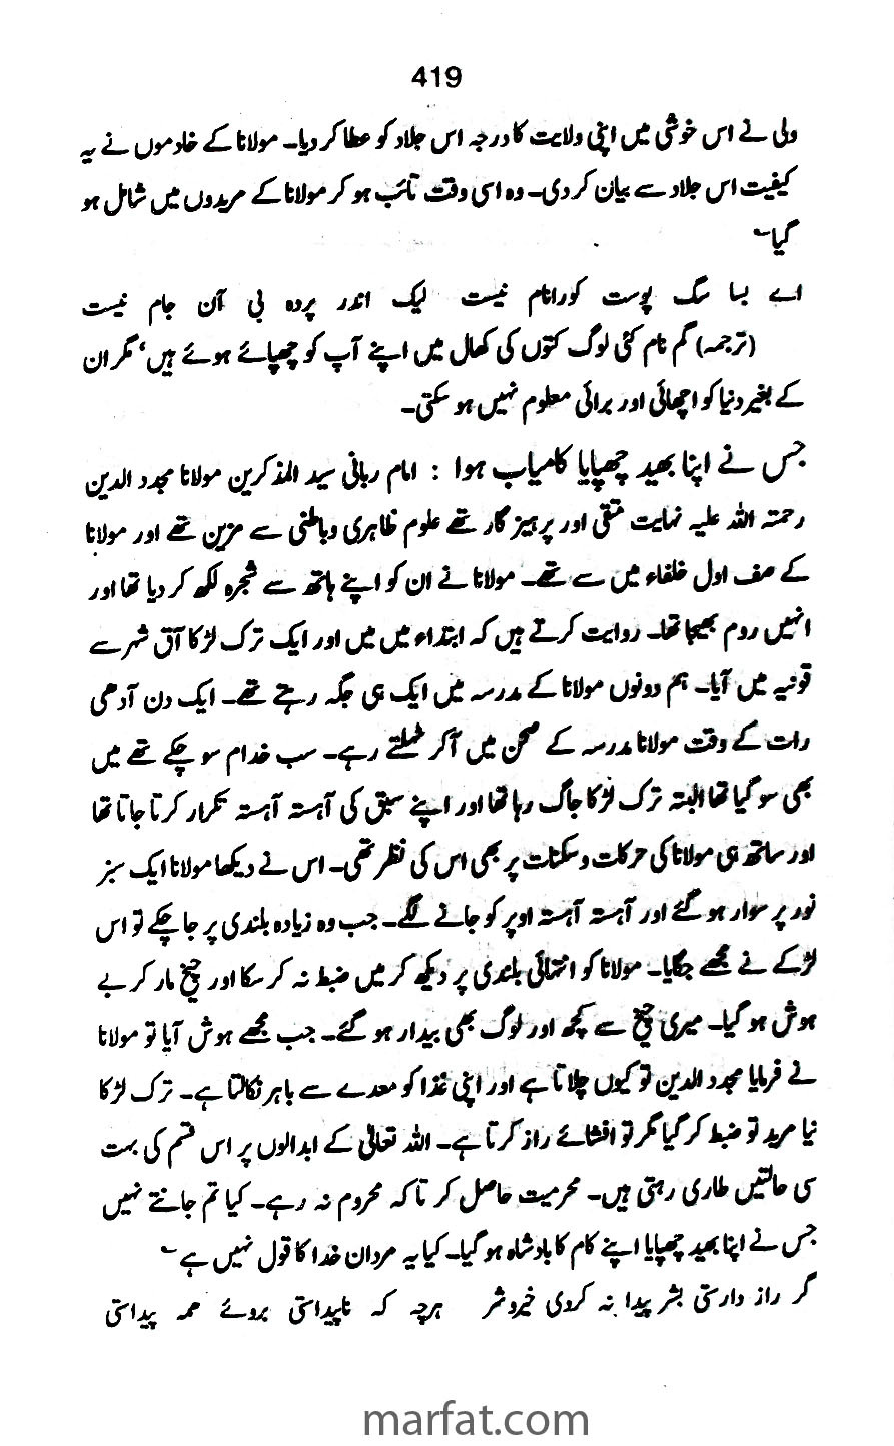 419
ولی نے اس خوشی میں اپنی ولایت کا درجہ اس جلاد کو عطا کر دیا۔ مولانا کے خادموں نے یہ
کیفیت اس جلاد سے بیان کر دی۔ وہ اسی وقت تائب ہو کر مولانا کے مریدوں میں شامل ہو
گیا؂
اے بسا سگ پوست کورانام نیست لیک اندر پردہ بی آن جام نیست
(ترجمہ) گم نام کئی لوگ کتوں کی کھال میں اپنے آپ کو چھپائے ہوئے ہیں، مگر ان
کے بغیر دنیا کو اچھائی اور برائی معلوم نہیں ہو سکتی۔
جس نے اپنا بھید چھپایا کامیاب ہوا : امام ربانی سید المذکرین مولانا مجدد الدین
رحمتہ اللہ علیہ نہایت متقی اور پرہیز گار تھے علوم ظاہری و باطنی سے مزین تھے اور مولانا
کے صف اول خلفاء میں سے تھے۔ مولانا نے ان کو اپنے ہاتھ سے شجرہ لکھ کر دیا تھا اور
انہیں روم بھیجا تھا۔ روایت کرتے ہیں کہ ابتداء میں میں اور ایک ترک لڑکا آق شہر سے
قونیہ میں آیا۔ ہم دونوں مولانا کے مدرسہ میں ایک ہی جگہ رہتے تھے۔ ایک دن آدھی
رات کے وقت مولانا مدرسہ کے صحن میں آکر ٹہلتے رہے۔ سب خدام سو چکے تھے میں
بھی سو گیا تھا البتہ ترک لڑکا جاگ رہا تھا اور اپنے سبق کی آہستہ آہستہ تکرار کرتا جاتا تھا
اور ساتھ ہی مولانا کی حرکات و سکنات پر بھی اس کی نظر تھی۔ اس نے دیکھا مولانا ایک سبز
نور پر سوار ہو گئے اور آہستہ آہستہ اوپر کو جانے لگے۔ جب وہ زیادہ بلندی پر جا چکے تو اس
لڑکے نے مجھے جگایا۔ مولانا کو انتہائی بلندی پر دیکھ کر میں ضبط نہ کر سکا اور چیخ مار کر بے
ہوش ہو گیا۔ میری چیخ سے کچھ اور لوگ بھی بیدار ہو گئے۔ جب مجھے ہوش آیا تو مولانا
نے فرمایا مجدد الدین تو کیوں چلاتا ہے اور اپنی غذا کو معدے سے باہر نکالتا ہے۔ ترک لڑکا
نیا مرید تو ضبط کر گیا مگر تو افشائے راز کرتا ہے۔ اللہ تعالیٰ کے ابدالوں پر اس قسم کی بہت
سی حالتیں طاری رہتی ہیں۔ محرمیت حاصل کر تاکہ محروم نہ رہے۔ کیا تم جانتے نہیں
جس نے اپنا بھید چھپایا اپنے کام کا بادشاہ ہو گیا۔ کیا یہ مردان خدا کا قول نہیں ہے؂
گر راز دارستی بشر پیدا نہ کردی خیر و شر ہرچہ کہ ناپیداستی بروئے ہمہ پیداستی
marfat.com